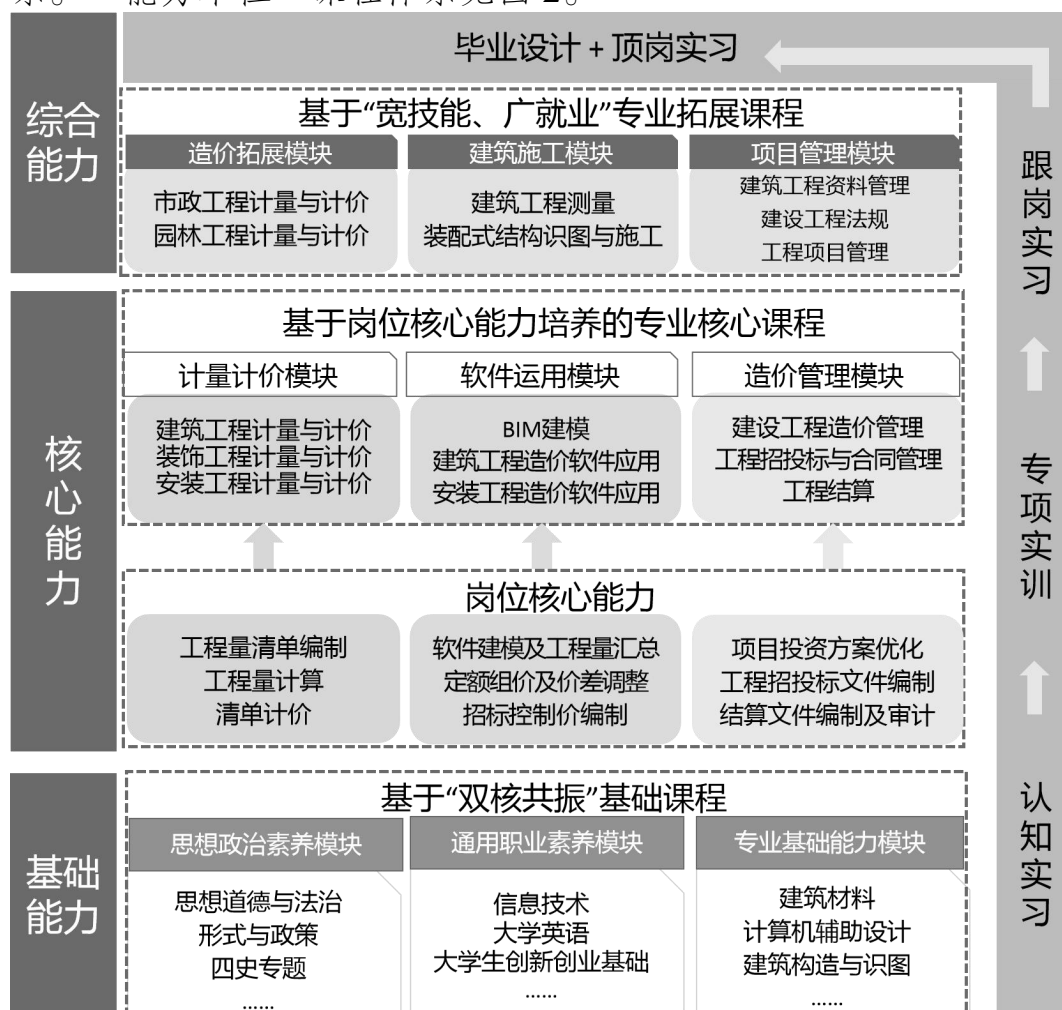 毕业设计 + 顶岗实习
综合
能力
基于“宽技能、广就业”专业拓展课程
造价拓展模块
市政工程计量与计价
园林工程计量与计价
建筑施工模块
建筑工程测量
装配式结构识图与施工
项目管理模块
建筑工程资料管理
建设工程法规
工程项目管理
核心能力
基于岗位核心能力培养的专业核心课程
计量计价模块
建筑工程计量与计价
装饰工程计量与计价
安装工程计量与计价
软件运用模块
BIM建模
建筑工程造价软件应用
安装工程造价软件应用
造价管理模块
建设工程造价管理
工程招投标与合同管理
工程结算
岗位核心能力
工程量清单编制
工程量计算
清单计价
软件建模及工程量汇总
定额组价及价差调整
招标控制价编制
项目投资方案优化
工程招投标文件编制
结算文件编制及审计
基础
能力
基于“双核共振”基础课程
思想政治素养模块
思想道德与法治
形式与政策
四史专题
……
通用职业素养模块
信息技术
大学英语
大学生创新创业基础
……
专业基础能力模块
建筑材料
计算机辅助设计
建筑构造与识图
……
跟岗实习
专项实训
认知实习